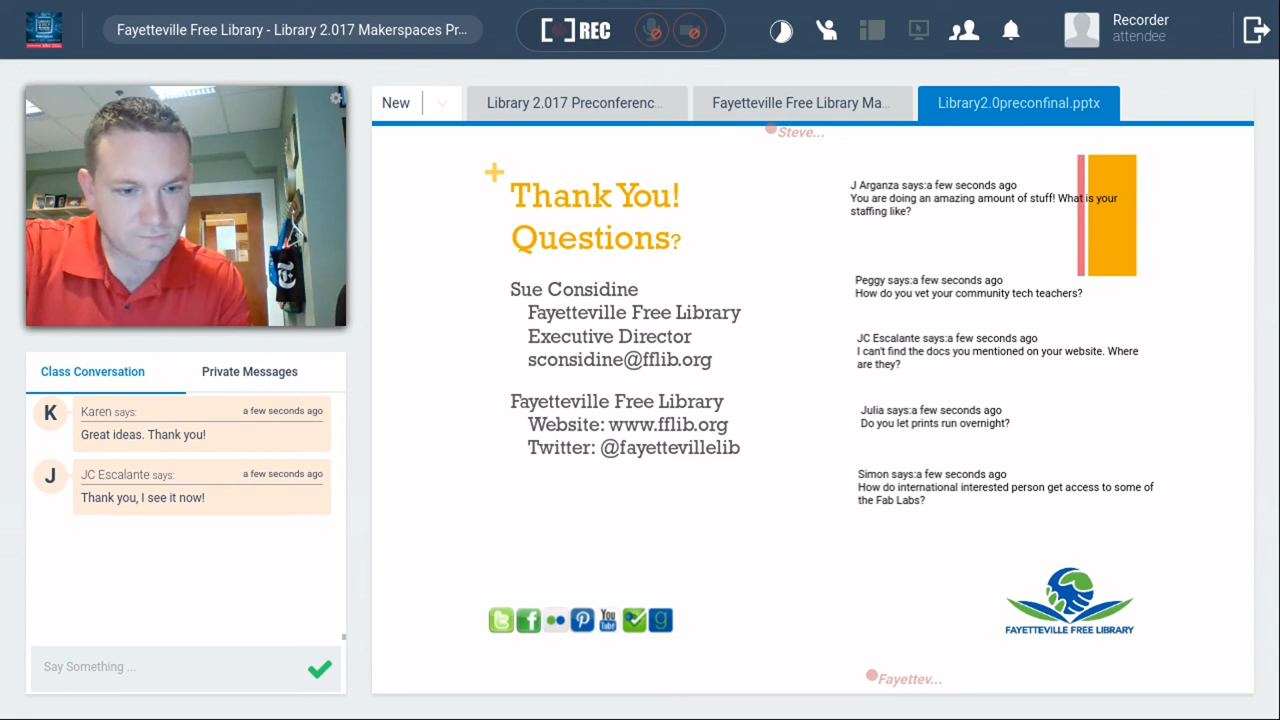 Fayetteville Free Library - Library 2.017 Makerspaces Pr...
REC
Recorder
attendee
New
Library 2.017 Preconferenc...
Fayetteville Free Library Ma...
Library2.0preconfinal.pptx
Steve...
+
Thank You!
Questions?
Sue Considine
Fayetteville Free Library
Executive Director
sconsidine@fflib.org
Fayetteville Free Library
Website: www.fflib.org
Twitter: @fayettevillelib
J Arganza says:a few seconds ago
You are doing an amazing amount of stuff! What is your
staffing like?
Peggy says:a few seconds ago
How do you vet your community tech teachers?
JC Escalante says:a few seconds ago
I can't find the docs you mentioned on your website. Where
are they?
Julia says:a few seconds ago
Do you let prints run overnight?
Simon says:a few seconds ago
How do international interested person get access to some of
the Fab Labs?
You
Tube
FAYETTEVILLE FREE LIBRARY
Fayettev...
Class Conversation
Private Messages
K
Karen says:
a few seconds ago
Great ideas. Thank you!
J
JC Escalante says:
a few seconds ago
Thank you, I see it now!
Say Something ...